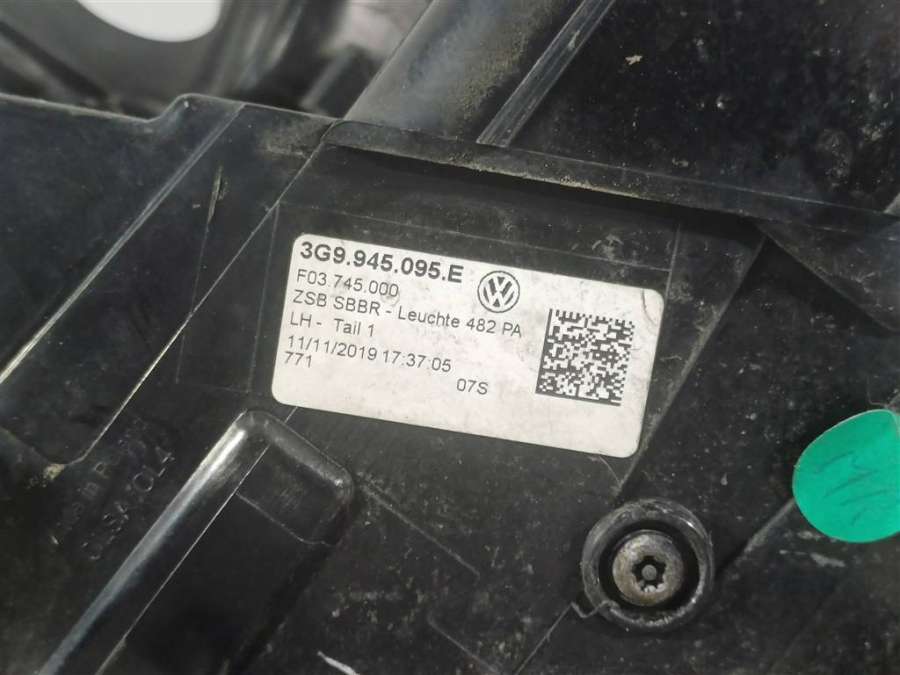 3G9.945.095.E
F03.745.000
ZSB SBBR - Leuchte 482 PA
LH - Tail 1
11/11/2019 17:37:05
771
07S